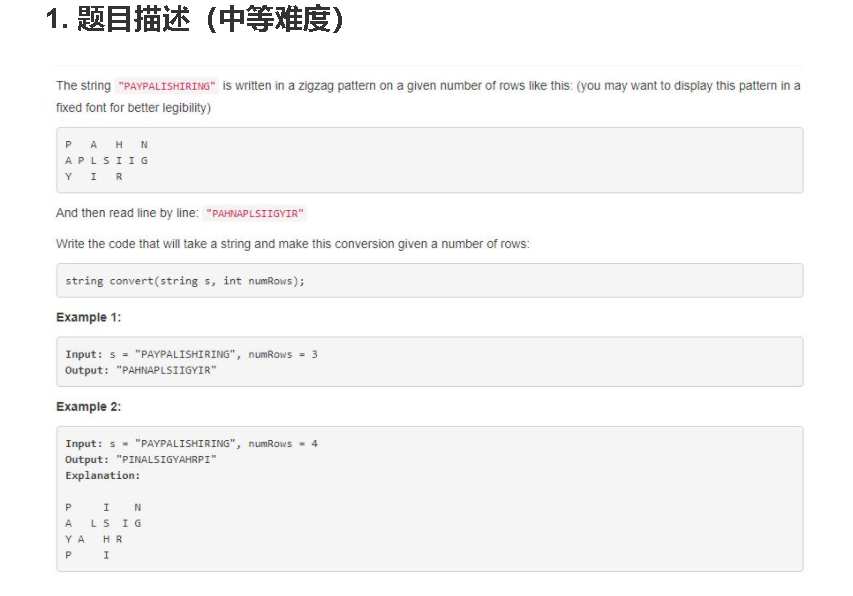 1. 题目描述（中等难度）
The string "PAYPALISHIRING" is written in a zigzag pattern on a given number of rows like this: (you may want to display this pattern in a
fixed font for better legibility)
P   A   H   N
A P L S I I G
Y   I   R
And then read line by line: "PAHNAPLSIIGYIR"
Write the code that will take a string and make this conversion given a number of rows:
string convert(string s, int numRows);
Example 1:
Input: s = "PAYPALISHIRING", numRows = 3
Output: "PAHNAPLSIIGYIR"
Example 2:
Input: s = "PAYPALISHIRING", numRows = 4
Output: "PINALSIGYAHRPI"
Explanation:
P     I    N
A   L S  I G
Y A   H R
P     I